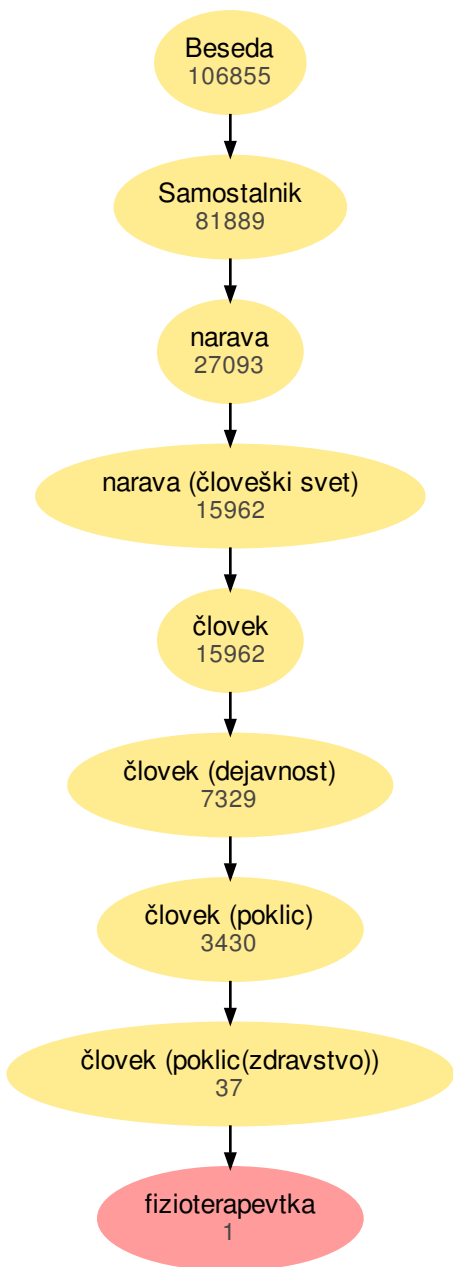 Beseda
106855
Samostalnik
81889
narava
27093
narava (človeški svet)
15962
človek
15962
človek (dejavnost)
7329
človek (poklic)
3430
človek (poklic(zdravstvo))
37
fizioterapevtka
1